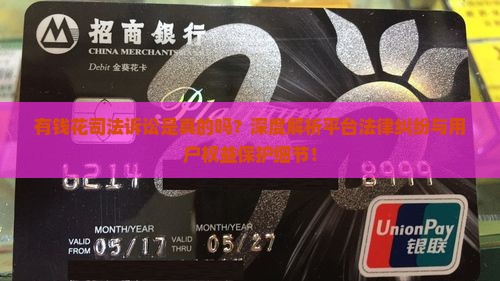 招商银行
CHINA MERCHANTS
Debit 金葵花卡
有钱花司法诉讼是真的吗？深度解析平台法律纠纷与用
户权益保护细节！
6214 8999
MONTH/YEAR MONTH/YEAR
VALID FROM 05/17 VALID THRU 05/27
UnionPay
银联